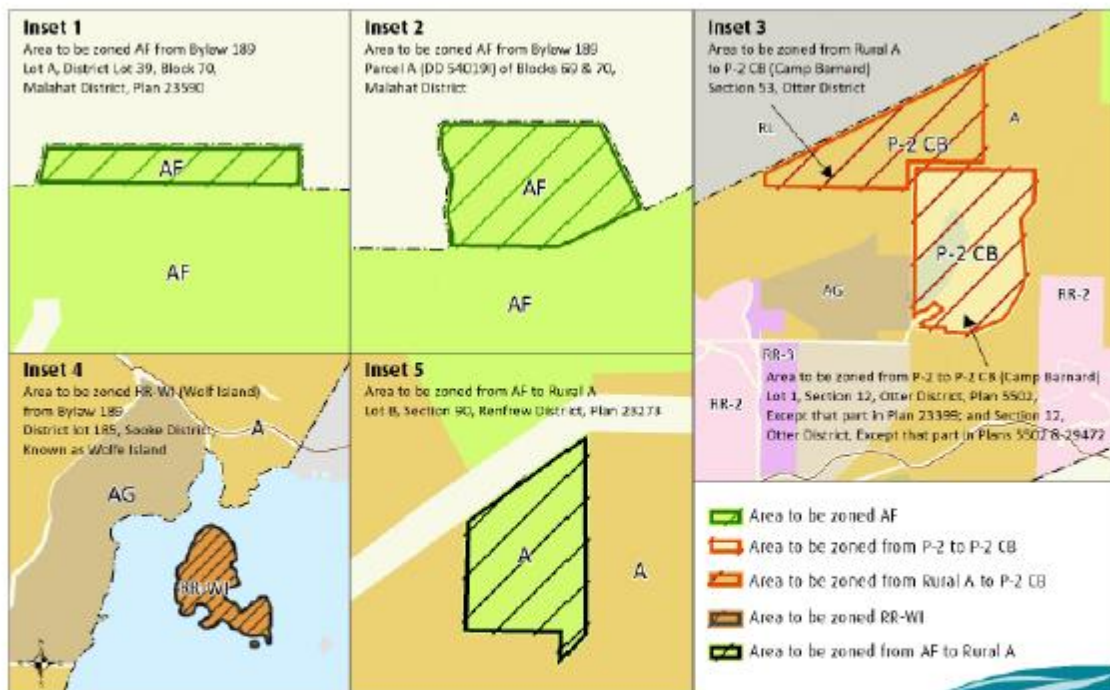 Inset 1
Area to be zoned AF from Bylaw 189
Lot A, District Lot 39, Block 70,
Malahat District, Plan 23590
AF
AF
Inset 2
Area to be zoned AF from Bylaw 189
Parcel A (DD 54019I) of Blocks 69 & 70,
Malahat District
AF
AF
Inset 3
Area to be zoned from Rural A
to P-2 CB (Camp Barnard)
Section 53, Otter District
RL
A
P-2 CB
P-2 CB
AG
RR-2
RR-3
RR-2
Area to be zoned from P-2 to P-2 CB (Camp Barnard)
Lot 1, Section 12, Otter District, Plan 5502,
Except that part in Plan 23399; and Section 12,
Otter District, Except that part in Plans 5502 & 29472
Inset 4
Area to be zoned RR-WI (Wolf Island)
from Bylaw 189
District lot 185, Sooke District
Known as Wolfe Island
A
AG
RR-WI
Inset 5
Area to be zoned from AF to Rural A
Lot B, Section 90, Renfrew District, Plan 23273
A
A
Area to be zoned AF
Area to be zoned from P-2 to P-2 CB
Area to be zoned from Rural A to P-2 CB
Area to be zoned RR-WI
Area to be zoned from AF to Rural A